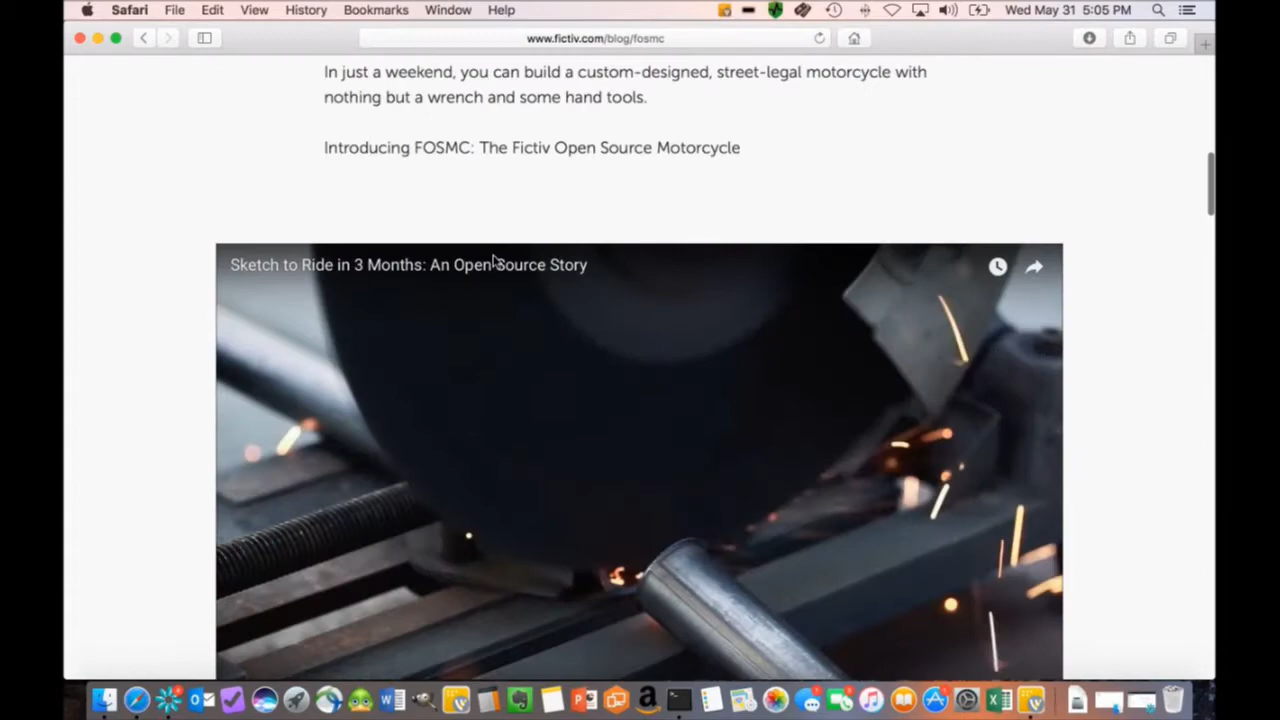 Safari File Edit View History Bookmarks Window Help Wed May 31 5:05 PM
www.fictiv.com/blog/fosmc
In just a weekend, you can build a custom-designed, street-legal motorcycle with
nothing but a wrench and some hand tools.
Introducing FOSMC: The Fictiv Open Source Motorcycle
Sketch to Ride in 3 Months: An Open Source Story